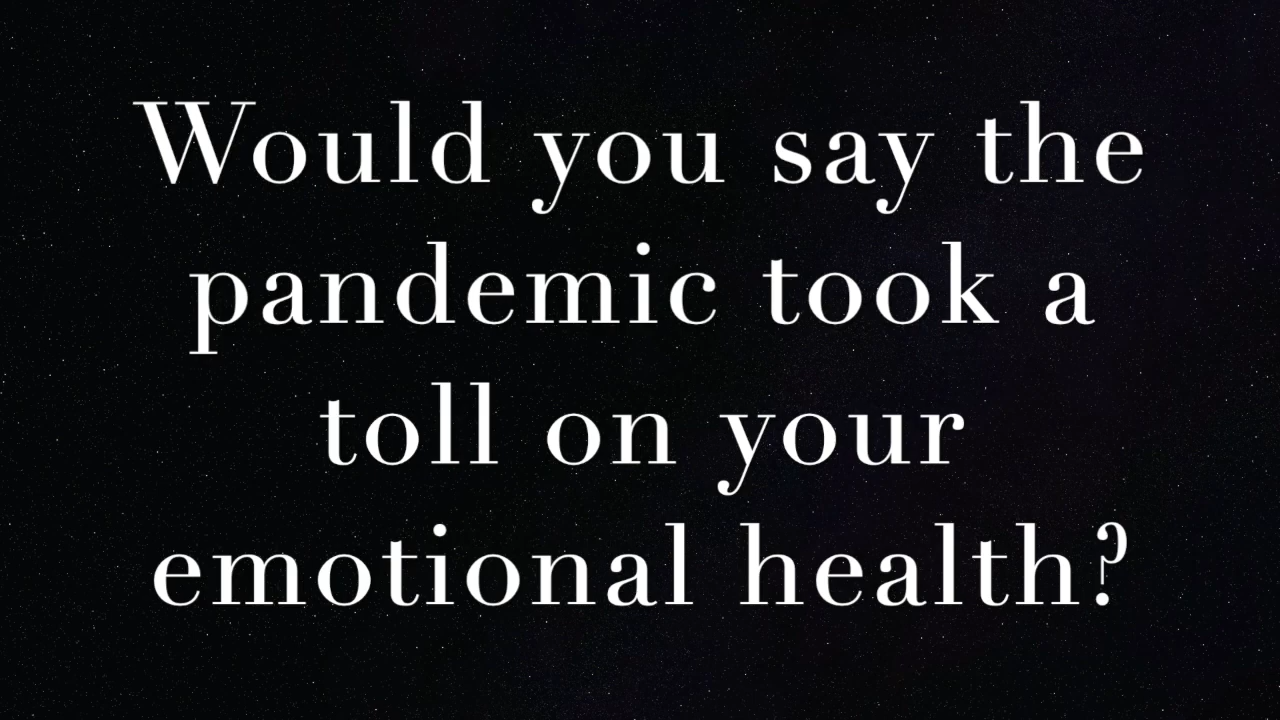 Would you say the
pandemic took a
toll on your
emotional health?